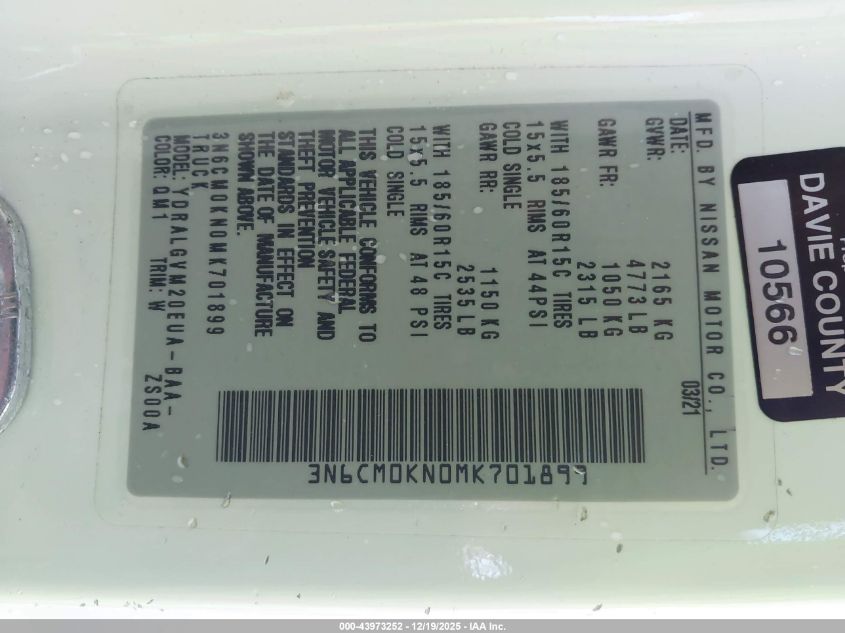 MFD. BY NISSAN MOTOR CO., LTD.
DATE: 03/21
GVWR: 2165 KG
4773 LB
GAWR FR: 1050 KG
2315 LB
WITH 185/60R15C TIRES
15x5.5 RIMS AT 44PSI
COLD SINGLE
GAWR RR: 1150 KG
2535 LB
WITH 185/60R15C TIRES
15x5.5 RIMS AT 48 PSI
COLD SINGLE
THIS VEHICLE CONFORMS TO
ALL APPLICABLE FEDERAL
MOTOR VEHICLE SAFETY AND
THEFT PREVENTION
STANDARDS IN EFFECT ON
THE DATE OF MANUFACTURE
SHOWN ABOVE.
3N6CM0KN0MK701899
TRUCK
MODEL: YDRALGVM20EUA-BAA-
COLOR: QM1 TRIM: W ZS00A
3N6CM0KN0MK701899
DAVIE COUNTY
10566
000-43973252 - 12/19/2025 - IAA Inc.